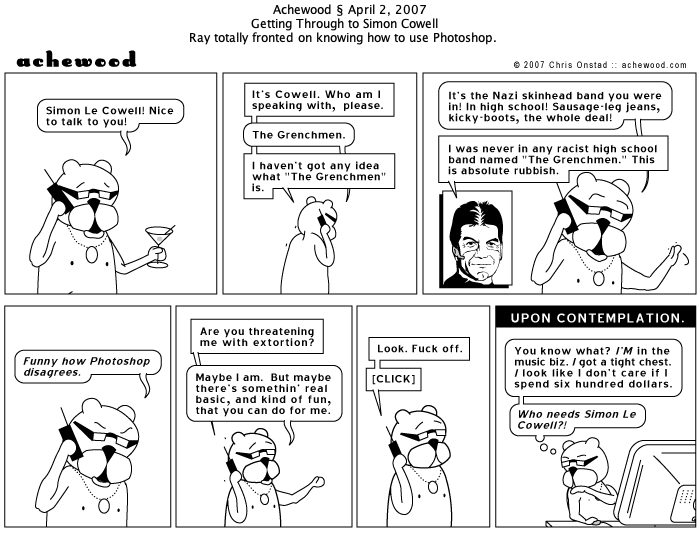 Achewood § April 2, 2007
Getting Through to Simon Cowell
Ray totally fronted on knowing how to use Photoshop.
achewood
© 2007 Chris Onstad :: achewood.com
Simon Le Cowell! Nice
to talk to you!
It's Cowell. Who am I
speaking with, please.
The Grenchmen.
I haven't got any idea
what "The Grenchmen"
is.
It's the Nazi skinhead band you were
in! In high school! Sausage-leg jeans,
kicky-boots, the whole deal!
I was never in any racist high school
band named "The Grenchmen." This
is absolute rubbish.
Funny how Photoshop
disagrees.
Are you threatening
me with extortion?
Maybe I am. But maybe
there's somethin' real
basic, and kind of fun,
that you can do for me.
Look. Fuck off.
[CLICK]
UPON CONTEMPLATION.
You know what? I'M in the
music biz. I got a tight chest.
I look like I don't care if I
spend six hundred dollars.
Who needs Simon Le
Cowell?!